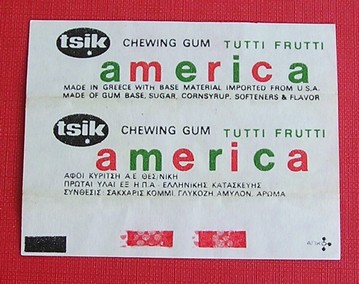 tsik CHEWING GUM TUTTI FRUTTI
america
MADE IN GREECE WITH BASE MATERIAL IMPORTED FROM U.S.A.
MADE OF GUM BASE, SUGAR, CORNSYRUP, SOFTENERS & FLAVOR
tsik CHEWING GUM TUTTI FRUTTI
america
ΑΦΟΙ ΚΥΡΙΤΣΗ Α.Ε. ΘΕΣ/ΝΙΚΗ
ΠΡΩΤΑΙ ΥΛΑΙ ΕΞ Η.Π.Α - ΕΛΛΗΝΙΚΗΣ ΚΑΤΑΣΚΕΥΗΣ
ΣΥΝΘΕΣΙΣ: ΣΑΚΧΑΡΙΣ ΚΟΜΜΙ, ΓΛΥΚΟΖΗ ΑΜΥΛΟΝ, ΑΡΩΜΑ